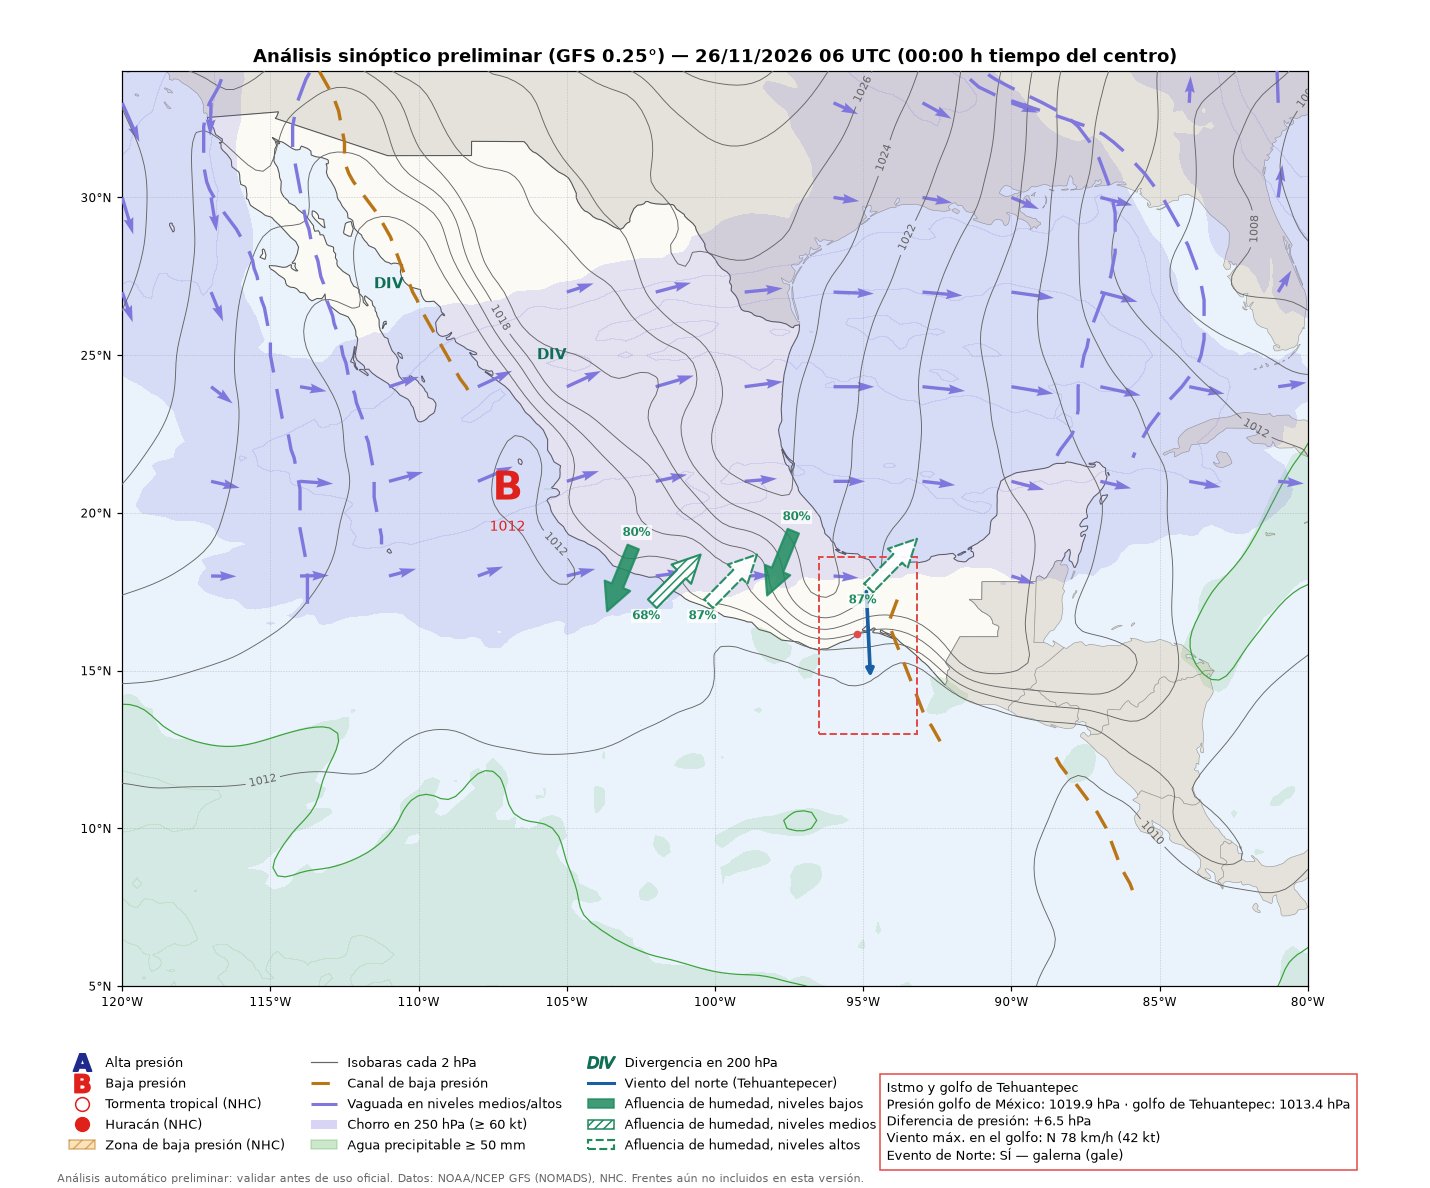 Análisis sinóptico preliminar (GFS 0.25°) — 26/11/2026 06 UTC (00:00 h tiempo del centro)
1026
1024
1022
1008
30°N
DIV
1018
25°N
DIV
1012
B
1012
1012
20°N
80%
80%
68%
87%
87%
15°N
1012
10°N
1010
5°N
120°W
115°W
110°W
105°W
100°W
95°W
90°W
85°W
80°W
A Alta presión
B Baja presión
Tormenta tropical (NHC)
Huracán (NHC)
Zona de baja presión (NHC)
Isobaras cada 2 hPa
Canal de baja presión
Vaguada en niveles medios/altos
Chorro en 250 hPa (≥ 60 kt)
Agua precipitable ≥ 50 mm
DIV Divergencia en 200 hPa
Viento del norte (Tehuantepecer)
Afluencia de humedad, niveles bajos
Afluencia de humedad, niveles medios
Afluencia de humedad, niveles altos
Istmo y golfo de Tehuantepec
Presión golfo de México: 1019.9 hPa · golfo de Tehuantepec: 1013.4 hPa
Diferencia de presión: +6.5 hPa
Viento máx. en el golfo: N 78 km/h (42 kt)
Evento de Norte: SÍ — galerna (gale)
Análisis automático preliminar: validar antes de uso oficial. Datos: NOAA/NCEP GFS (NOMADS), NHC. Frentes aún no incluidos en esta versión.